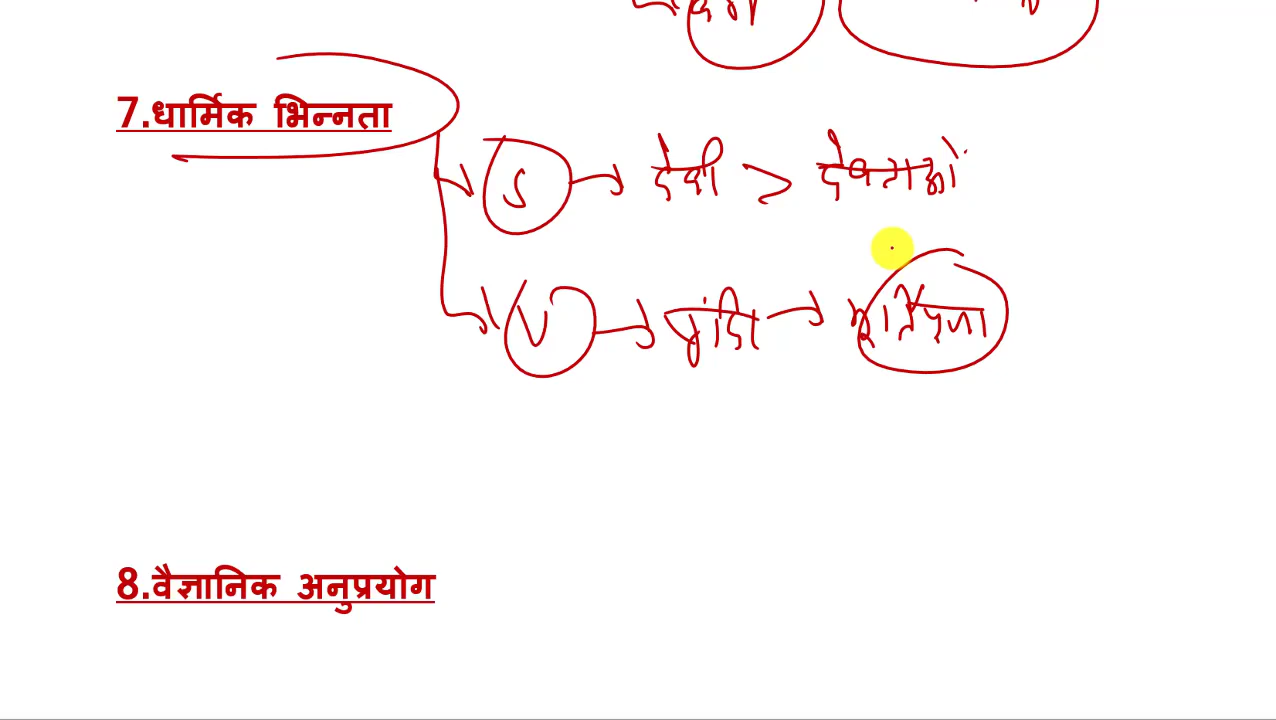 7.धार्मिक भिन्नता
S → देवी > देवताओं
V → → मूर्तिपूजा
8.वैज्ञानिक अनुप्रयोग